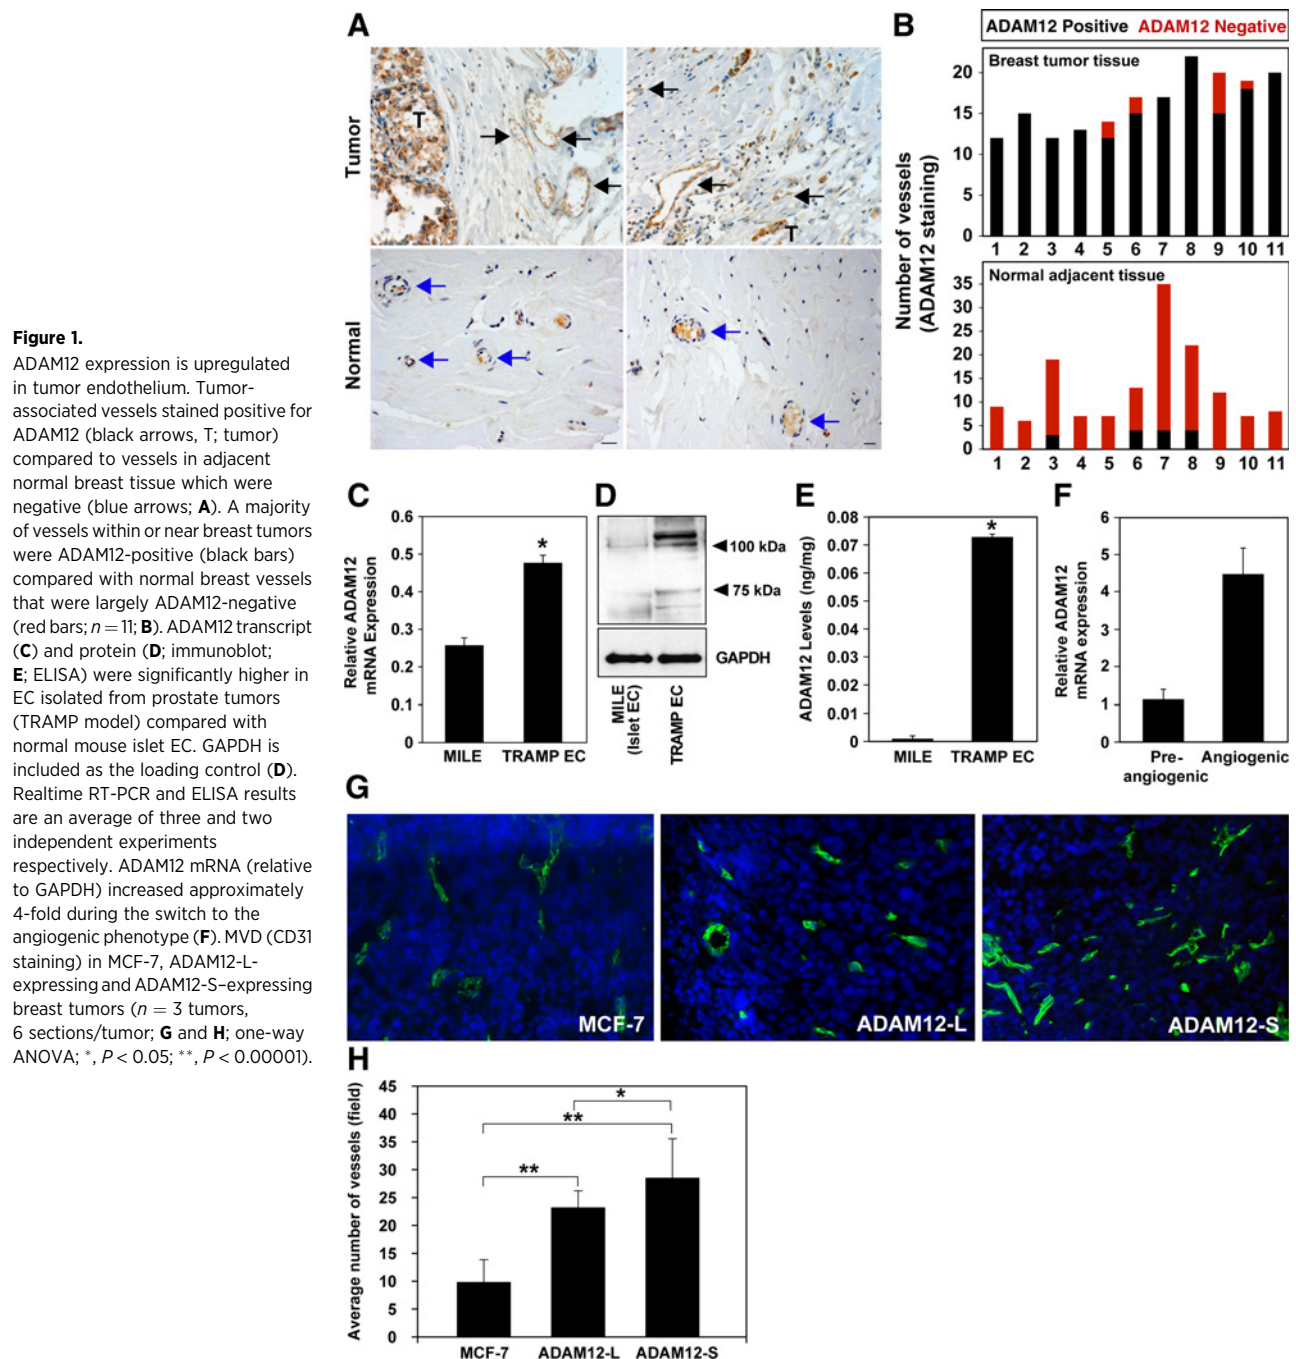 Figure 1.
ADAM12 expression is upregulated
in tumor endothelium. Tumor-
associated vessels stained positive for
ADAM12 (black arrows, T; tumor)
compared to vessels in adjacent
normal breast tissue which were
negative (blue arrows; A). A majority
of vessels within or near breast tumors
were ADAM12-positive (black bars)
compared with normal breast vessels
that were largely ADAM12-negative
(red bars; n = 11; B). ADAM12 transcript
(C) and protein (D; immunoblot;
E; ELISA) were significantly higher in
EC isolated from prostate tumors
(TRAMP model) compared with
normal mouse islet EC. GAPDH is
included as the loading control (D).
Realtime RT-PCR and ELISA results
are an average of three and two
independent experiments
respectively. ADAM12 mRNA (relative
to GAPDH) increased approximately
4-fold during the switch to the
angiogenic phenotype (F). MVD (CD31
staining) in MCF-7, ADAM12-L-
expressing and ADAM12-S–expressing
breast tumors (n = 3 tumors,
6 sections/tumor; G and H; one-way
ANOVA; *, P < 0.05; **, P < 0.00001).
A
Tumor
T
T
Normal
B
ADAM12 Positive ADAM12 Negative
Number of vessels
(ADAM12 staining)
Breast tumor tissue
20
15
10
5
0
1 2 3 4 5 6 7 8 9 10 11
Normal adjacent tissue
35
30
25
20
15
10
5
0
1 2 3 4 5 6 7 8 9 10 11
C
Relative ADAM12
mRNA Expression
0.6
0.5
0.4
0.3
0.2
0.1
0
*
MILE TRAMP EC
D
100 kDa
75 kDa
GAPDH
MILE
(Islet EC)
TRAMP EC
E
ADAM12 Levels (ng/mg)
0.08
0.07
0.06
0.05
0.04
0.03
0.02
0.01
0
*
MILE TRAMP EC
F
Relative ADAM12
mRNA expression
6
5
4
3
2
1
0
Pre-
angiogenic
Angiogenic
G
MCF-7
ADAM12-L
ADAM12-S
H
Average number of vessels (field)
45
40
35
30
25
20
15
10
5
0
*
**
**
MCF-7 ADAM12-L ADAM12-S